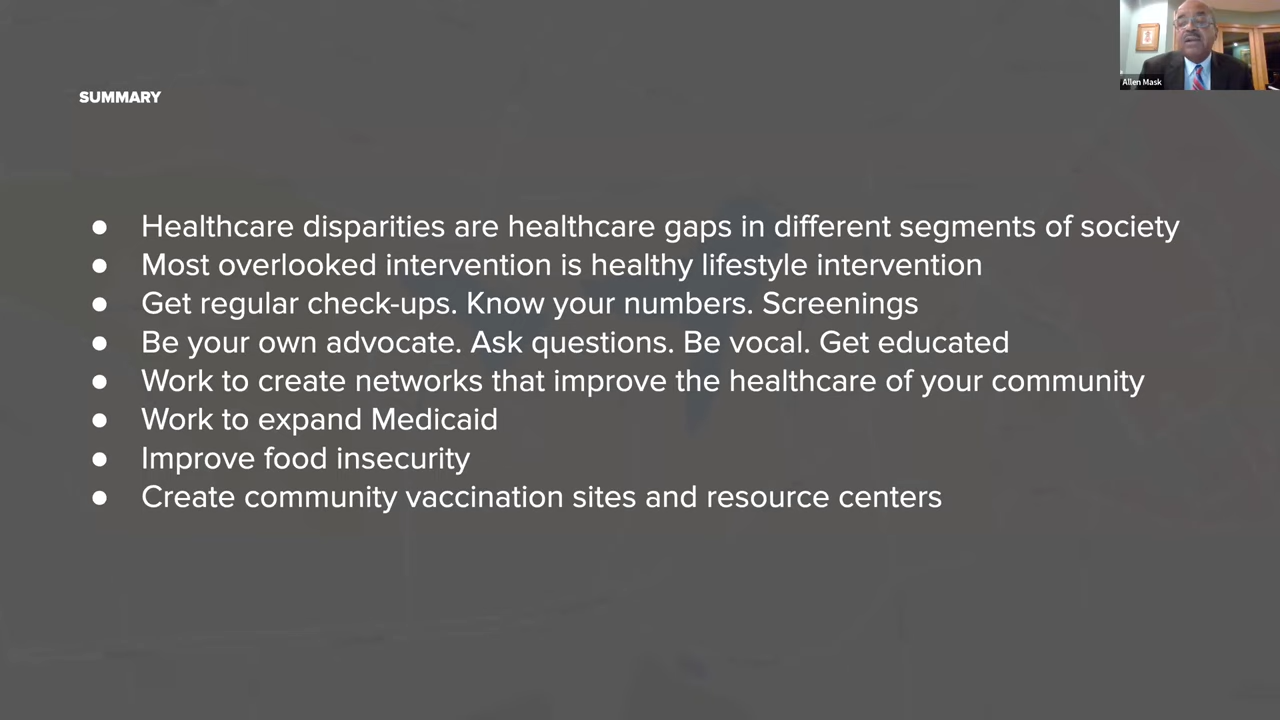 Allen Mask
SUMMARY
● Healthcare disparities are healthcare gaps in different segments of society
● Most overlooked intervention is healthy lifestyle intervention
● Get regular check-ups. Know your numbers. Screenings
● Be your own advocate. Ask questions. Be vocal. Get educated
● Work to create networks that improve the healthcare of your community
● Work to expand Medicaid
● Improve food insecurity
● Create community vaccination sites and resource centers